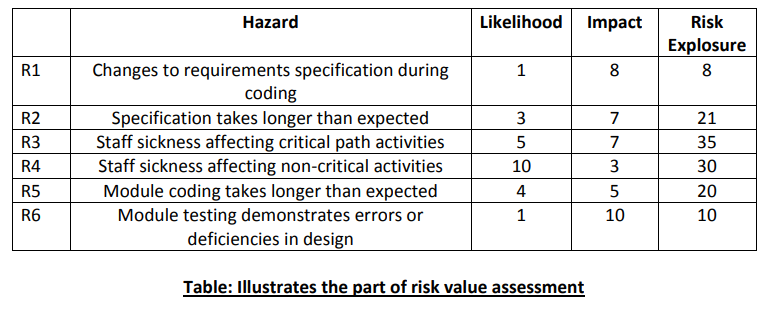 Hazard Likelihood Impact Risk
Explosure
R1 Changes to requirements specification during 1 8 8
coding
R2 Specification takes longer than expected 3 7 21
R3 Staff sickness affecting critical path activities 5 7 35
R4 Staff sickness affecting non-critical activities 10 3 30
R5 Module coding takes longer than expected 4 5 20
R6 Module testing demonstrates errors or 1 10 10
deficiencies in design
Table: Illustrates the part of risk value assessment